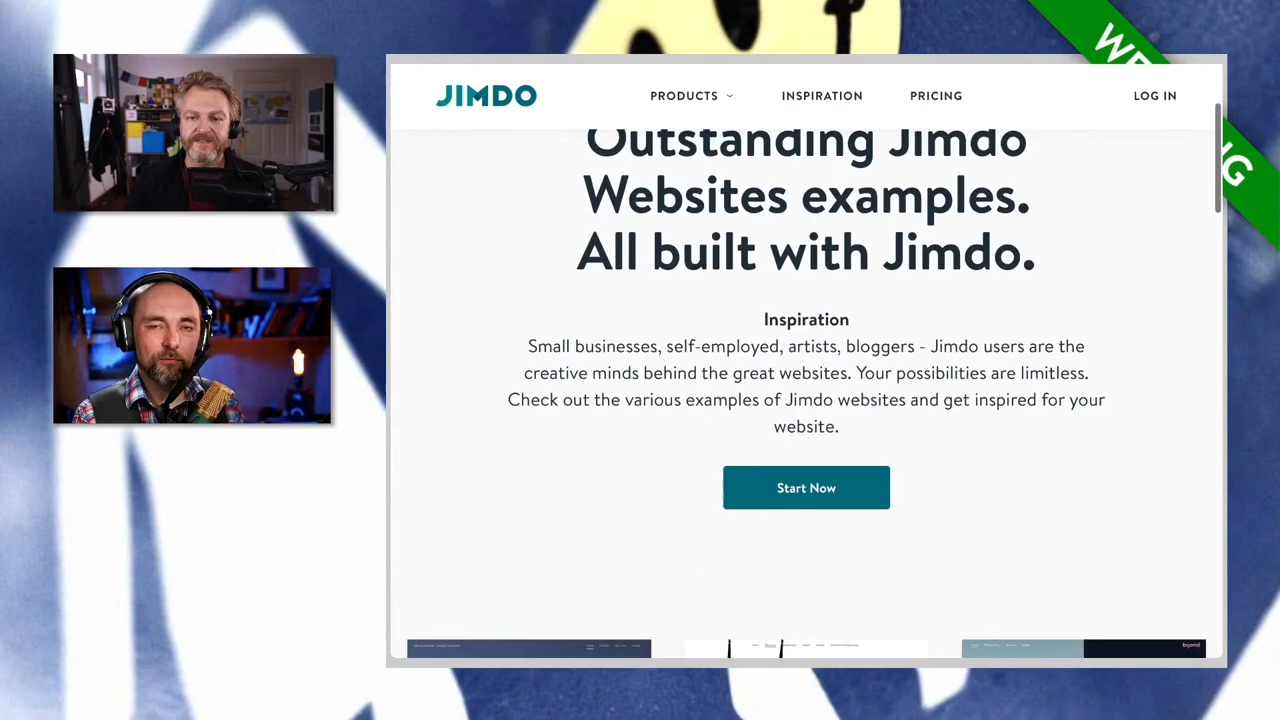 JIMDO
PRODUCTS
INSPIRATION
PRICING
LOG IN
Outstanding Jimdo
Websites examples.
All built with Jimdo.
Inspiration
Small businesses, self-employed, artists, bloggers - Jimdo users are the
creative minds behind the great websites. Your possibilities are limitless.
Check out the various examples of Jimdo websites and get inspired for your
website.
Start Now
beyond